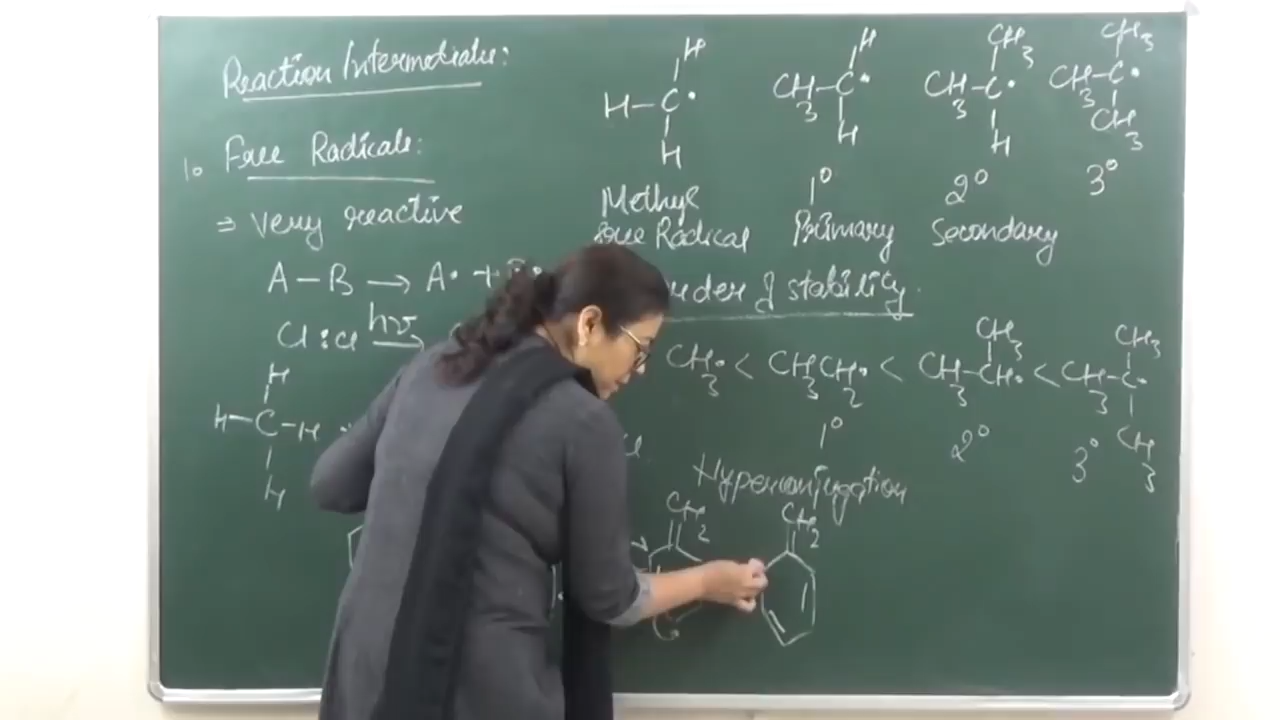 Reaction Intermediate:
1. Free Radicals:
⇒ Very reactive
A – B → A• +
Cl : Cl hν →
H
H – C – H
H
H
H – C •
H
Methyl
Free Radical
H
CH3 – C •
H
1°
Primary
CH3
CH3 – C •
H
2°
Secondary
CH3
CH3 – C •
CH3
3°
order of stability.
CH3• < CH3CH2• < CH3 – CH• < CH3 – C•
CH3
CH3
CH3
1°
2°
3°
Hyperconjugation
CH2
CH2